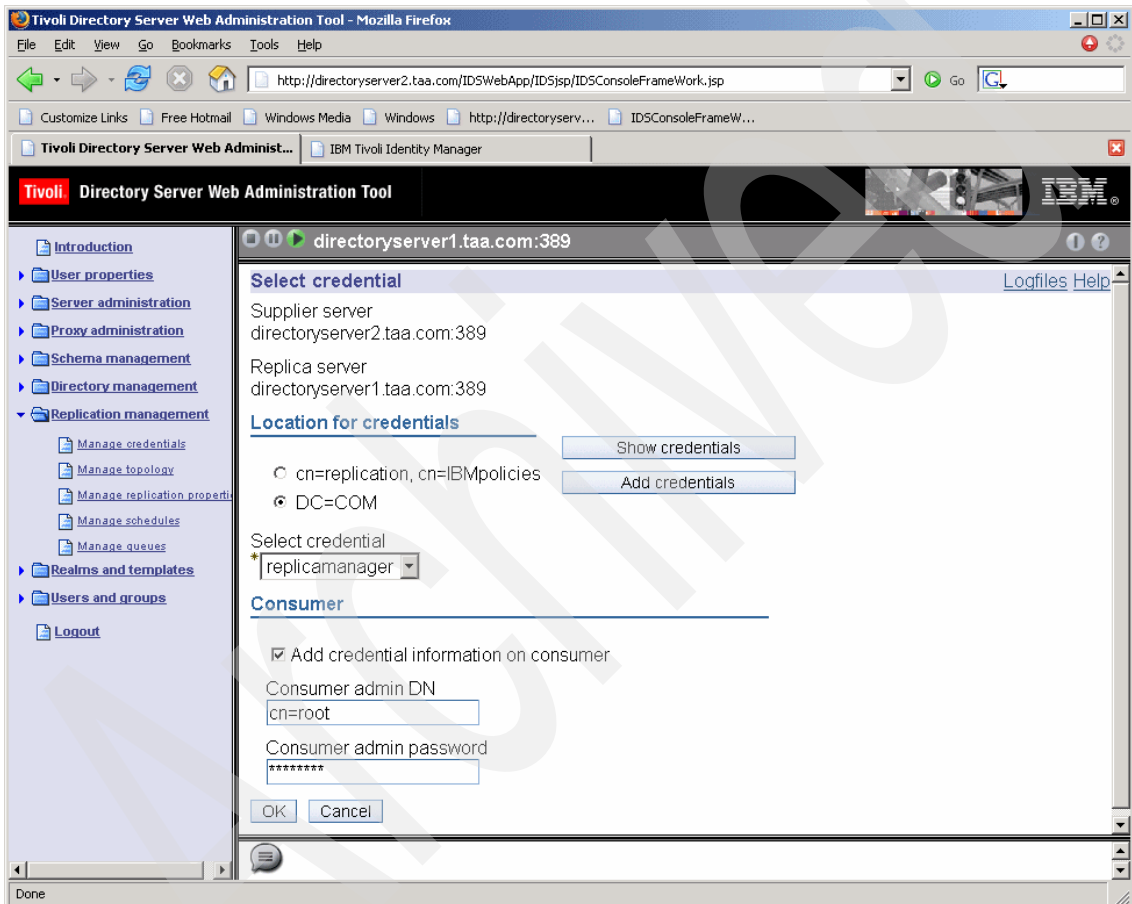 Tivoli Directory Server Web Administration Tool - Mozilla Firefox
File Edit View Go Bookmarks Tools Help
http://directoryserver2.taa.com/IDSWebApp/IDSjsp/IDSConsoleFrameWork.jsp Go G
Customize Links Free Hotmail Windows Media Windows http://directoryserv... IDSConsoleFrameW...
Tivoli Directory Server Web Administ... IBM Tivoli Identity Manager
Tivoli. Directory Server Web Administration Tool IBM®
directoryserver1.taa.com:389
Introduction
User properties
Server administration
Proxy administration
Schema management
Directory management
Replication management
Manage credentials
Manage topology
Manage replication properti
Manage schedules
Manage queues
Realms and templates
Users and groups
Logout
Select credential Logfiles Help
Supplier server
directoryserver2.taa.com:389
Replica server
directoryserver1.taa.com:389
Location for credentials
Show credentials
cn=replication, cn=IBMpolicies
Add credentials
DC=COM
Select credential
*replicamanager
Consumer
Add credential information on consumer
Consumer admin DN
cn=root
Consumer admin password
********
OK Cancel
Done
Archived